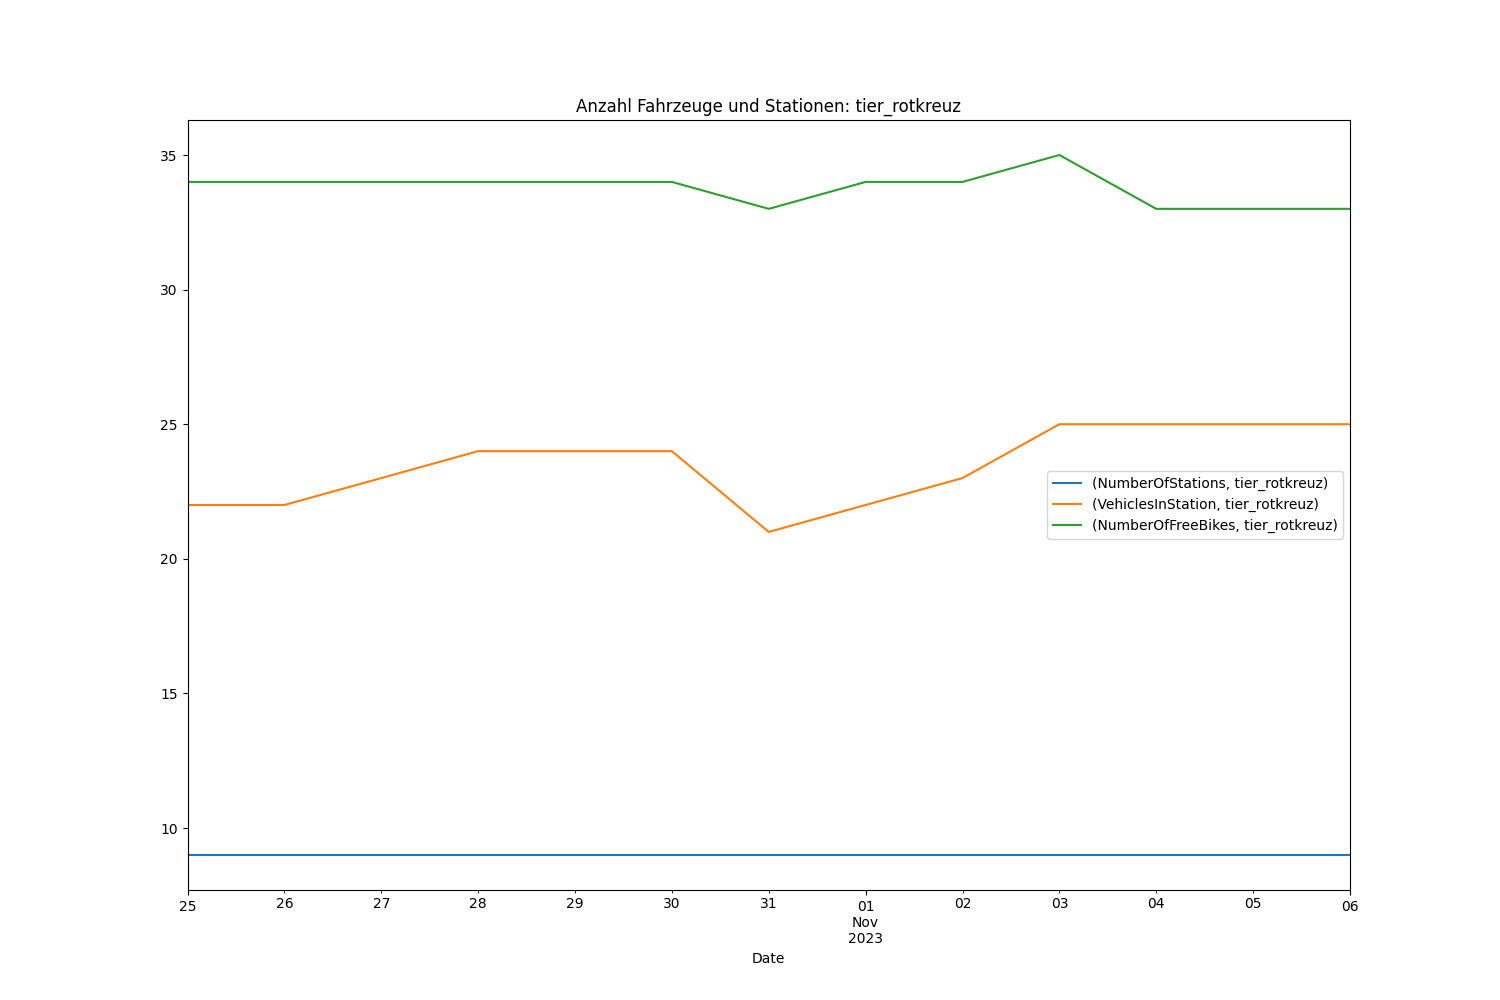 Anzahl Fahrzeuge und Stationen: tier_rotkreuz
35
30
25
20
15
10
(NumberOfStations, tier_rotkreuz)
(VehiclesInStation, tier_rotkreuz)
(NumberOfFreeBikes, tier_rotkreuz)
25 26 27 28 29 30 31 01 02 03 04 05 06
Nov
2023
Date